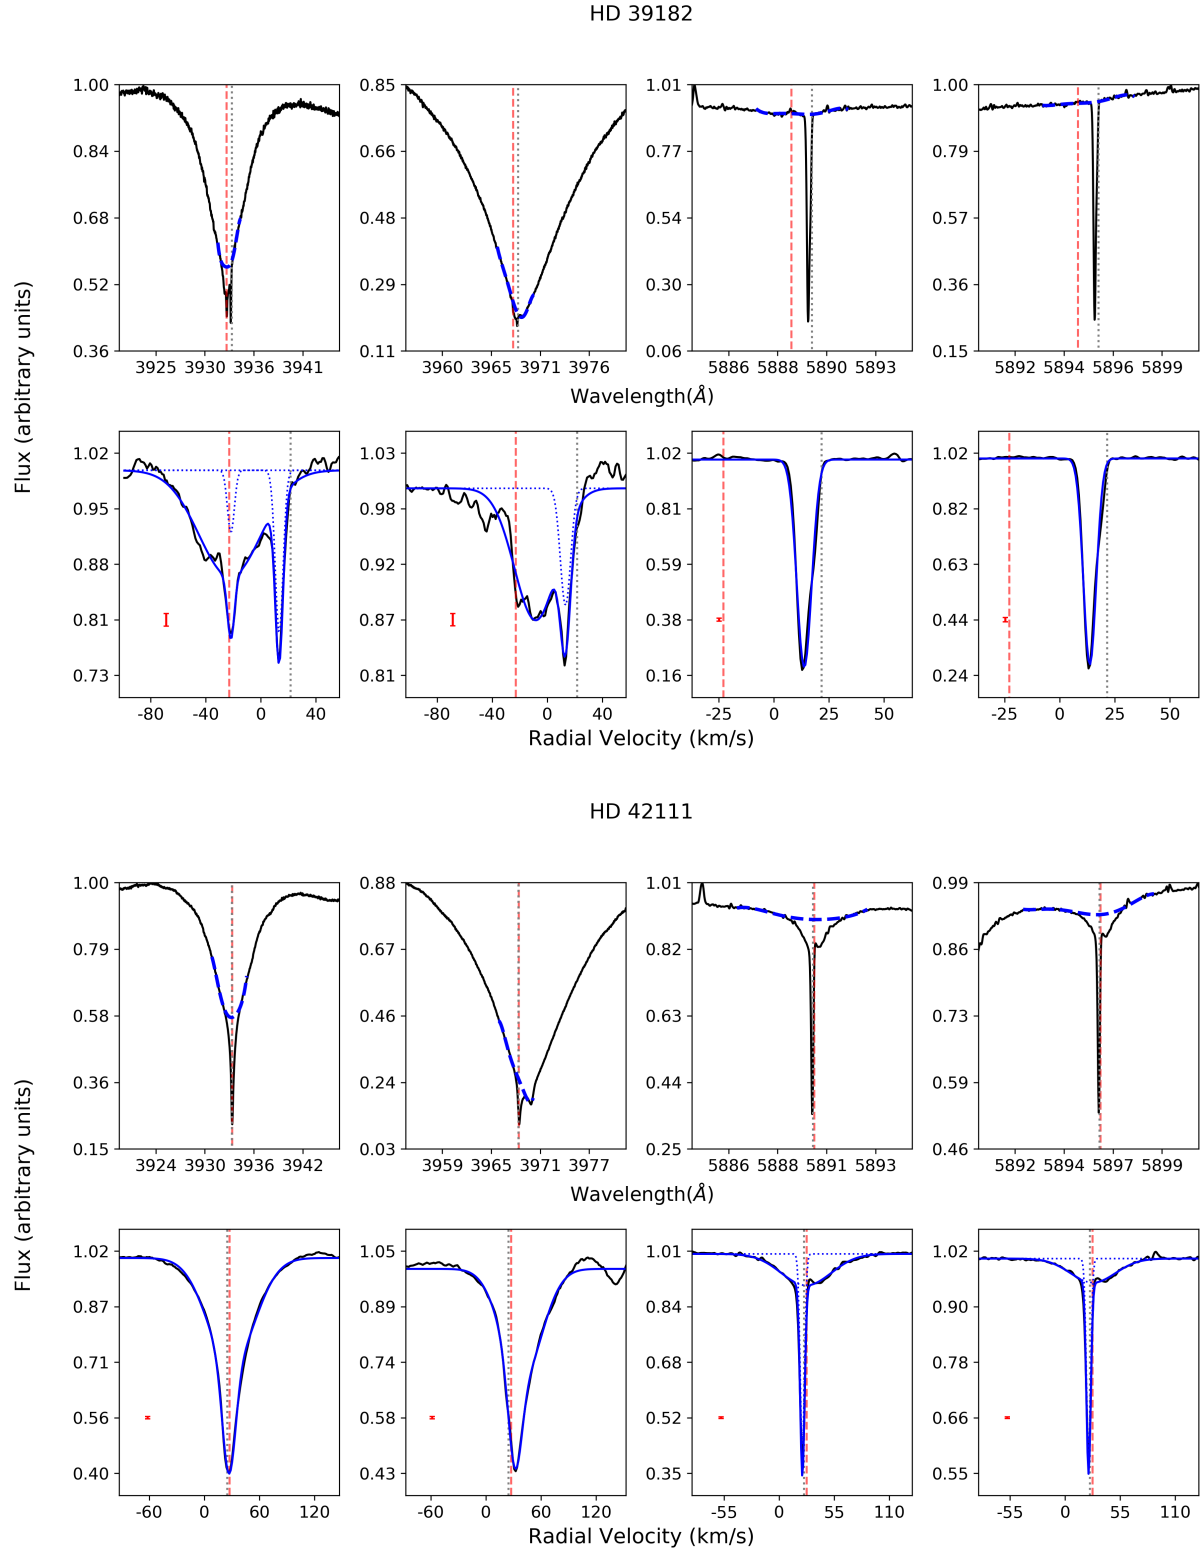 HD 39182
Flux (arbitrary units)
1.00 0.84 0.68 0.52 0.36
3925 3930 3936 3941
0.85 0.66 0.48 0.29 0.11
3960 3965 3971 3976
1.01 0.77 0.54 0.30 0.06
5886 5888 5890 5893
1.00 0.79 0.57 0.36 0.15
5892 5894 5896 5899
Wavelength(Å)
1.02 0.95 0.88 0.81 0.73
-80 -40 0 40
1.03 0.98 0.92 0.87 0.81
-80 -40 0 40
1.02 0.81 0.59 0.38 0.16
-25 0 25 50
1.02 0.82 0.63 0.44 0.24
-25 0 25 50
Radial Velocity (km/s)
HD 42111
Flux (arbitrary units)
1.00 0.79 0.58 0.36 0.15
3924 3930 3936 3942
0.88 0.67 0.46 0.24 0.03
3959 3965 3971 3977
1.01 0.82 0.63 0.44 0.25
5886 5888 5891 5893
0.99 0.86 0.73 0.59 0.46
5892 5894 5897 5899
Wavelength(Å)
1.02 0.87 0.71 0.56 0.40
-60 0 60 120
1.05 0.89 0.74 0.58 0.43
-60 0 60 120
1.01 0.84 0.68 0.52 0.35
-55 0 55 110
1.02 0.90 0.78 0.66 0.55
-55 0 55 110
Radial Velocity (km/s)